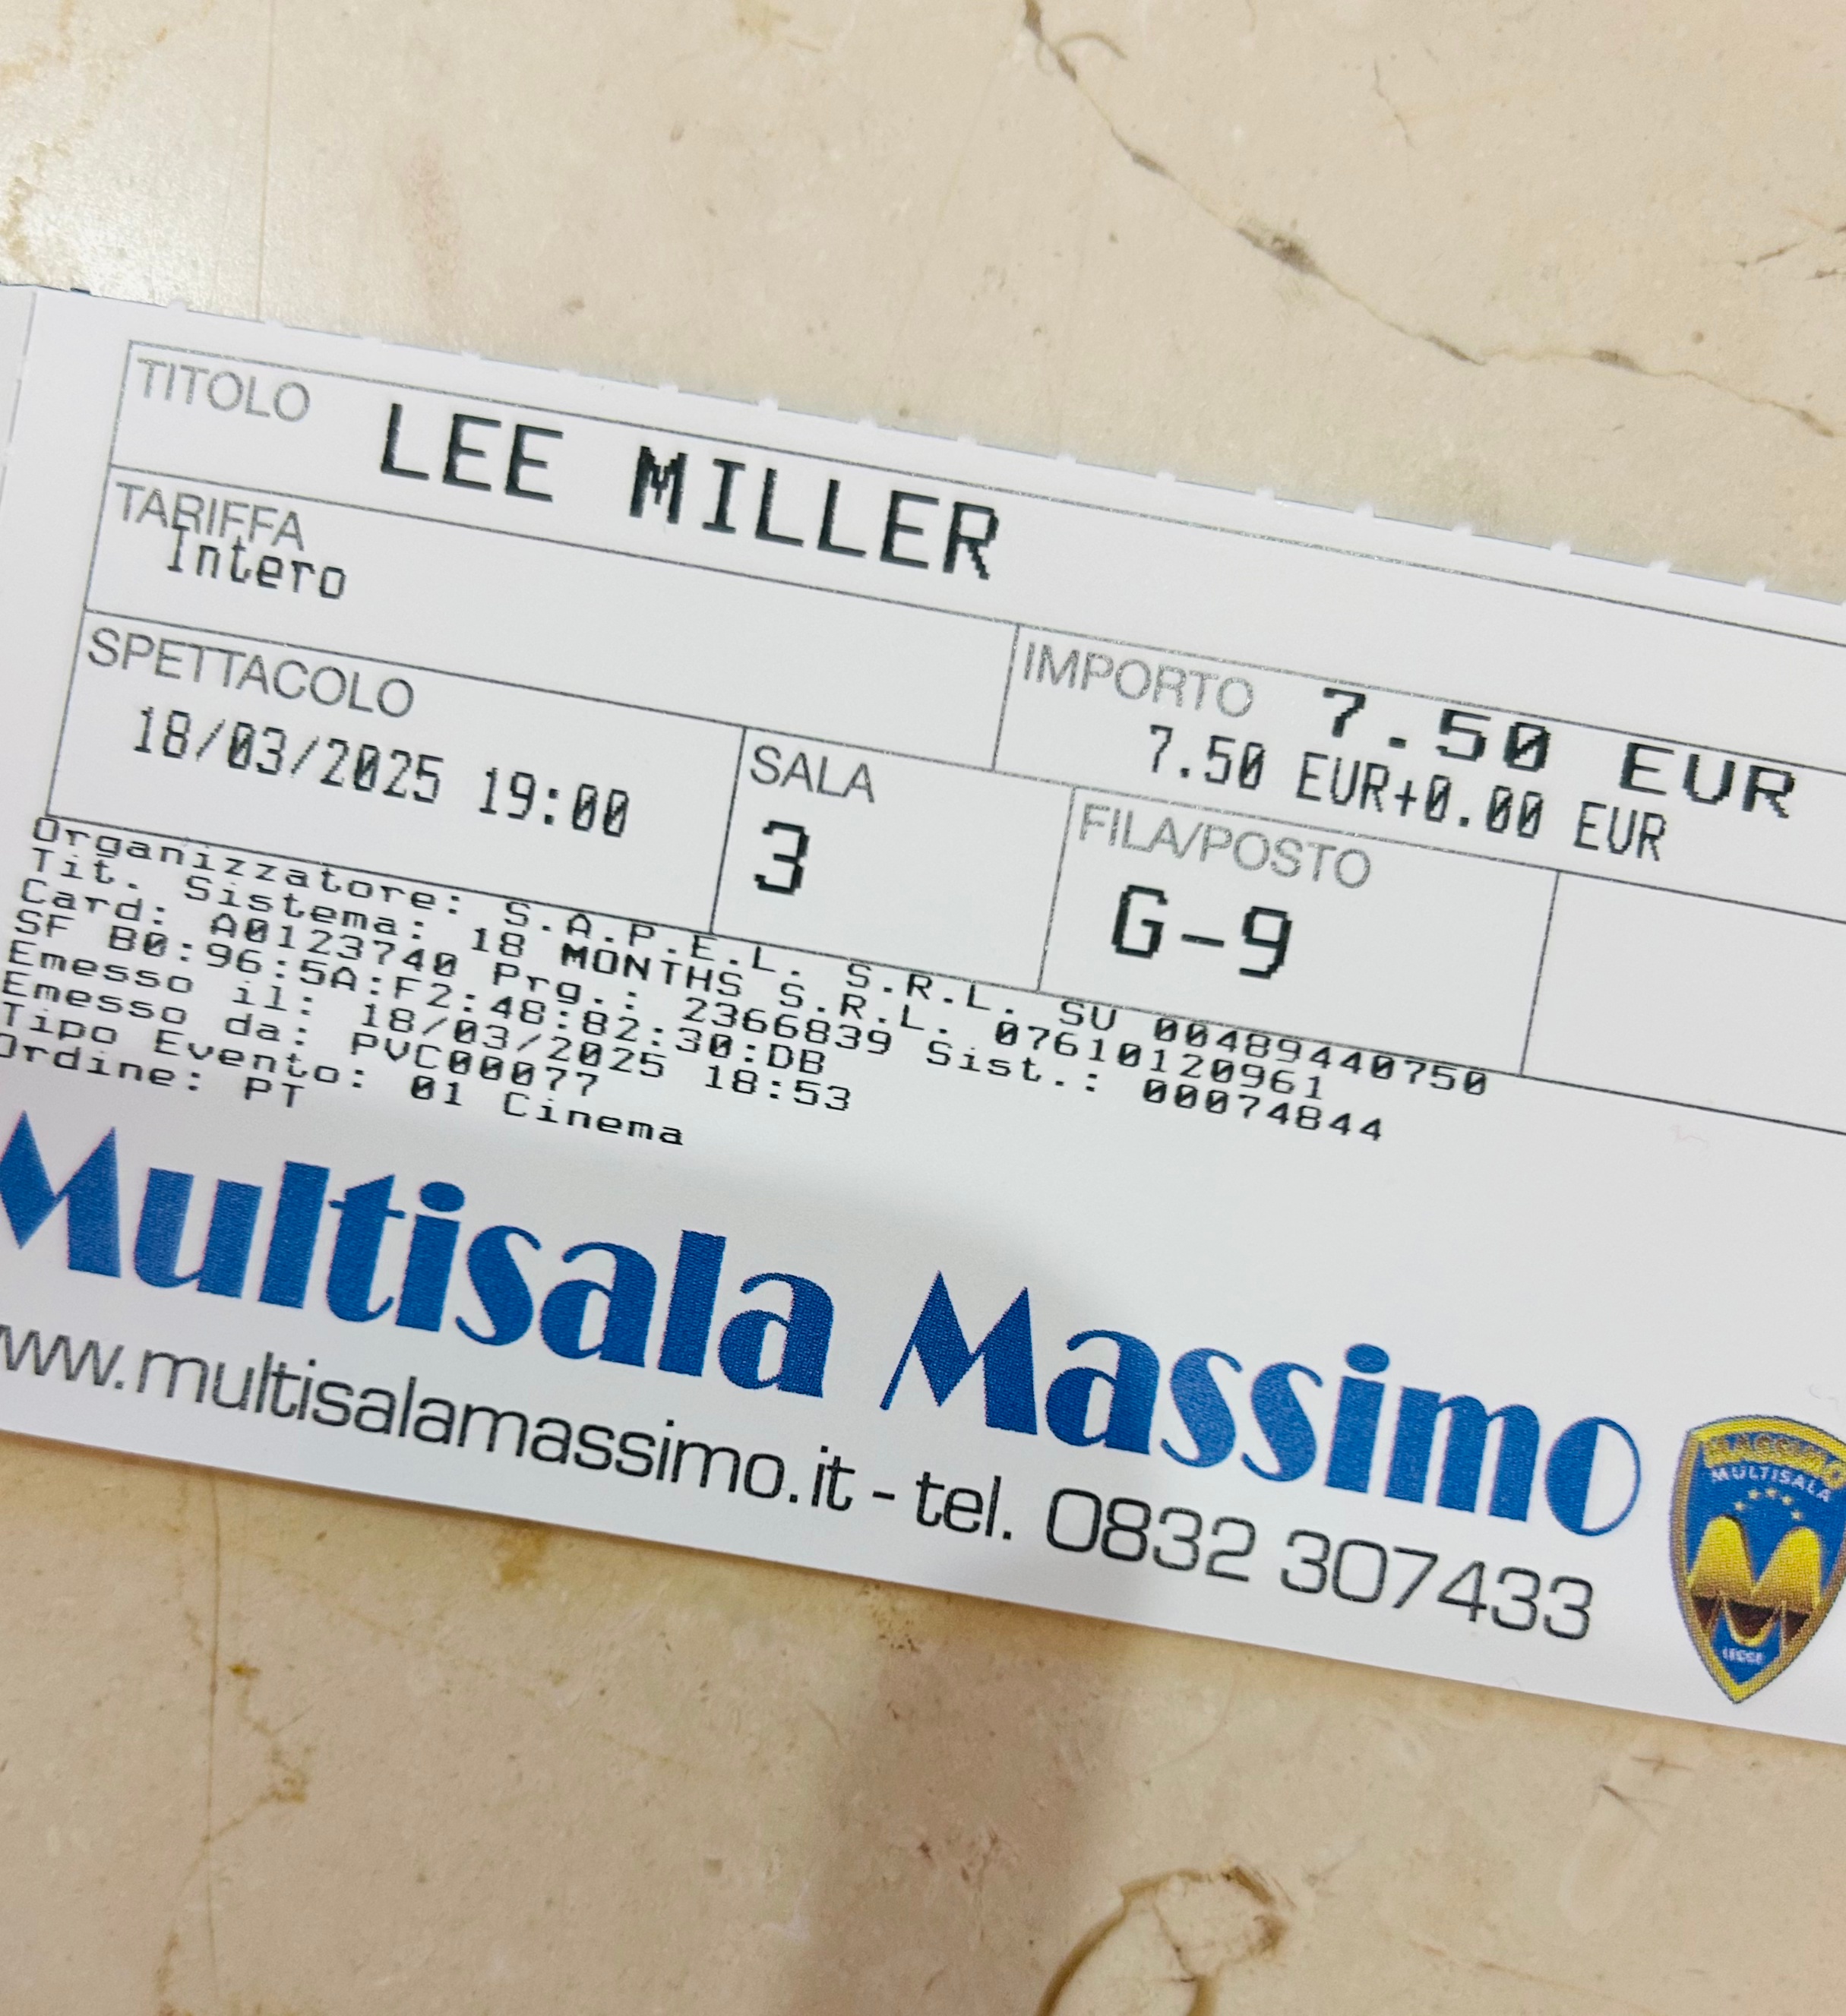 TITOLO LEE MILLER
TARIFFA
Intero
IMPORTO 7.50 EUR
7.50 EUR+0.00 EUR
SPETTACOLO
18/03/2025 19:00
SALA
3
FILA/POSTO
G-9
Organizzatore: S.A.P.E.L. S.R.L. SU 00489440750
Tit. Sistema: 18 MONTHS S.R.L. 07610120961
Card: A0123740 Prg.: 2366839 Sist.: 00074844
SF B0:96:5A:F2:48:82:30:DB
Emesso il: 18/03/2025 18:53
Emesso da: PVC00077
Tipo Evento: 01 Cinema
Ordine: PT
Multisala Massimo
www.multisalamassimo.it - tel. 0832 307433
MASSIMO
MULTISALA
LECCE